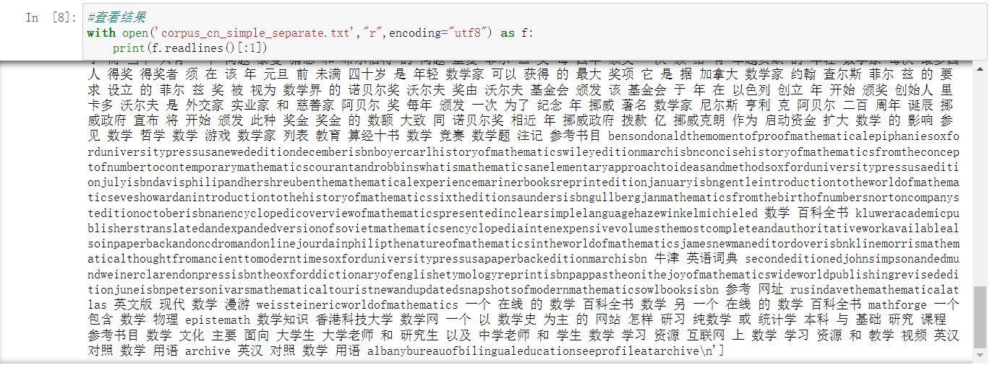 In [8]:
#查看结果
with open('corpus_cn_simple_separate.txt',"r",encoding="utf8") as f:
print(f.readlines()[:1])
人 得奖 得奖者 须 在 该 年 元旦 前 未满 四十岁 是 年轻 数学家 可以 获得 的 最大 奖项 它 是 据 加拿大 数学家 约翰 查尔斯 菲尔 兹 的 要
求 设立 的 菲尔 兹 奖 被 视为 数学界 的 诺贝尔奖 沃尔夫 奖由 沃尔夫 基金会 颁发 该 基金会 于 年 在 以色列 创立 年 开始 颁奖 创始人 里
卡多 沃尔夫 是 外交家 实业家 和 慈善家 阿贝尔 奖 每年 颁发 一次 为了 纪念 年 挪威 著名 数学家 尼尔斯 亨利 克 阿贝尔 二百 周年 诞辰 挪
威政府 宣布 将 开始 颁发 此种 奖金 奖金 的 数额 大致 同 诺贝尔奖 相近 年 挪威政府 拨款 亿 挪威克朗 作为 启动资金 扩大 数学 的 影响 参
见 数学 哲学 数学 游戏 数学家 列表 教育 算经十书 数学 竞赛 数学题 注记 参考书目 bensondonaldthemomentofproofmathematicalepiphaniesoxfo
rduniversitypressusanewededitiondecemberisbnboyercarlhistoryofmathematicswileyeditionmarchisbnconcisehistoryofmathematicsfromtheconcep
tofnumbertocontemporarymathematicscourantandrobbinswhatismathematicsanelementaryapproachtoideasandmethodsoxforduniversitypressusaediti
onjulyisbndavisphilipandhershreubenthemathematicalexperiencemarinerbooksreprinteditionjanuaryisbngentleintroductiontotheworldofmathema
ticseveshowardanintroductiontothehistoryofmathematicssixtheditionsaundersisbngullbergjanmathematicsfromthebirthofnumbersnortoncompanys
teditionoctoberisbnanencyclopedicoverviewofmathematicspresentedinclearsimplelanguagehazewinkelmichieled 数学 百科全书 kluweracademicpu
blisherstranslatedandexpandedversionofsovietmathematicsencyclopediaintenexpensivevolumesthemostcompleteandauthoritativeworkavailableal
soinpaperbackandoncdromandonlinejourdainphilipthenatureofmathematicsintheworldofmathematicsjamesnewmaneditordoverisbnklinemorrismathem
aticalthoughtfromancienttomoderntimesoxforduniversitypressusapaperbackeditionmarchisbn 牛津 英语词典 secondeditionedjohnsimpsonandedmu
ndweinerclarendonpressisbntheoxforddictionaryofenglishetymologyreprintisbnpappastheonithejoyofmathematicswideworldpublishingreviseded
itionjuneisbnpetersonivarsmathematicaltouristnewandupdatedsnapshotsofmodernmathematicsowlbooksisbn 参考 网址 rusindavethemathematicalat
las 英文版 现代 数学 漫游 weissteinericworldofmathematics 一个 在线 的 数学 百科全书 数学 另 一个 在线 的 数学 百科全书 mathforge 一个
包含 数学 物理 epistemath 数学知识 香港科技大学 数学网 一个 以 数学史 为主 的 网站 怎样 研习 纯数学 或 统计学 本科 与 基础 研究 课程
参考书目 数学 文化 主要 面向 大学生 大学老师 和 研究生 以及 中学老师 和 学生 数学 学习 资源 互联网 上 数学 学习 资源 和 教学 视频 英汉
对照 数学 用语 archive 英汉 对照 数学 用语 albanybureauofbilingualeducationseeprofileatarchive\n']